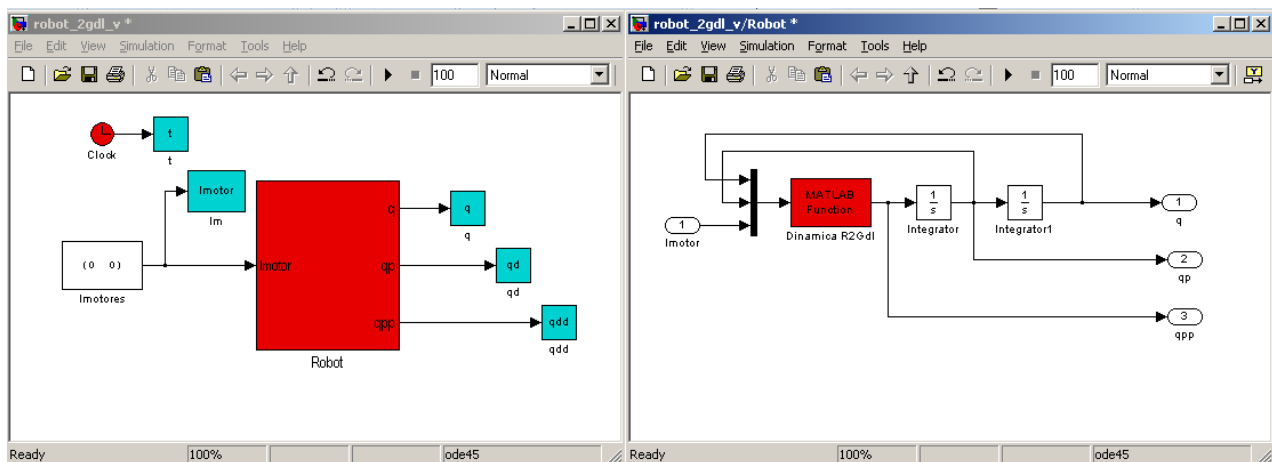 robot_2gdl_v *
File Edit View Simulation Format Tools Help
100 Normal
t
Clock
t
Imotor
Im
(0 0)
Imotores
Imotor
q
qp
qpp
Robot
q
q
qd
qd
qdd
qdd
Ready 100% ode45
robot_2gdl_v/Robot *
File Edit View Simulation Format Tools Help
100 Normal
1
Imotor
MATLAB
Function
Dinamica R2Gdl
1
s
Integrator
1
s
Integrator1
1
q
2
qp
3
qpp
Ready 100% ode45